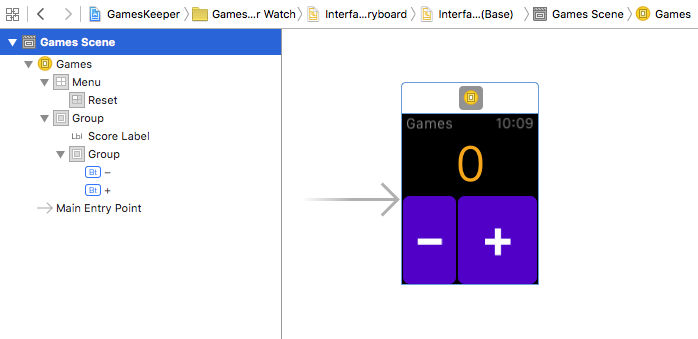 GamesKeeper Games...r Watch Interfa...ryboard Interfa...(Base) Games Scene Games
Games Scene
Games
Menu
Reset
Group
Lbl Score Label
Group
Bt −
Bt +
Main Entry Point
Games 10:09
0
− +